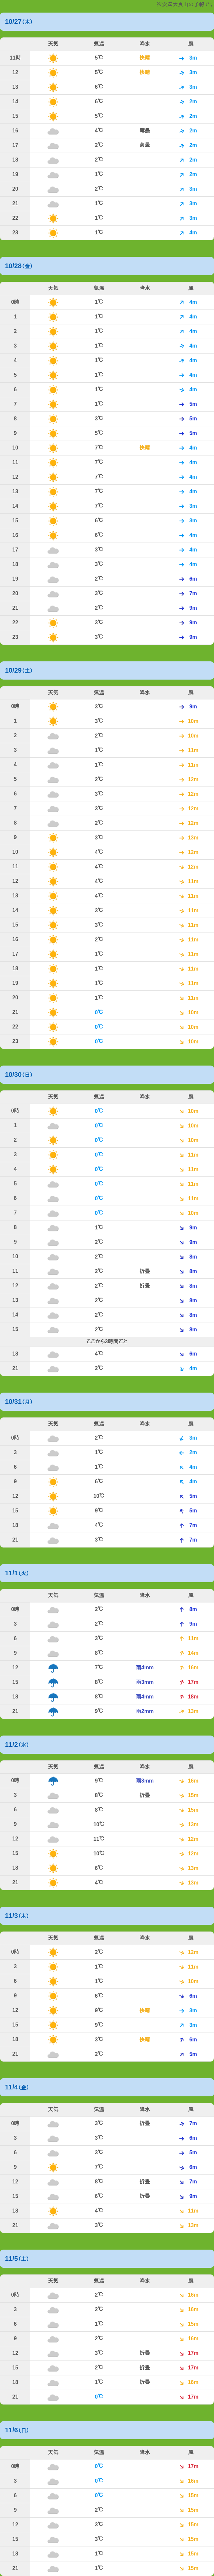 10/27(木)
天気 気温 降水 風
11時 5℃ 快晴 3m
12 5℃ 快晴 3m
13 6℃ 3m
14 6℃ 2m
15 5℃ 2m
16 4℃ 薄曇 2m
17 2℃ 薄曇 2m
18 2℃ 2m
19 1℃ 2m
20 2℃ 3m
21 1℃ 3m
22 1℃ 3m
23 1℃ 4m
10/28(金)
天気 気温 降水 風
0時 1℃ 4m
1 1℃ 4m
2 1℃ 4m
3 1℃ 4m
4 1℃ 4m
5 1℃ 4m
6 1℃ 4m
7 1℃ 5m
8 3℃ 5m
9 5℃ 5m
10 7℃ 快晴 4m
11 7℃ 4m
12 7℃ 4m
13 7℃ 4m
14 7℃ 3m
15 6℃ 3m
16 6℃ 4m
17 3℃ 4m
18 3℃ 4m
19 2℃ 6m
20 3℃ 7m
21 2℃ 9m
22 3℃ 9m
23 3℃ 9m
10/29(土)
天気 気温 降水 風
0時 3℃ 9m
1 3℃ 10m
2 2℃ 10m
3 1℃ 11m
4 1℃ 11m
5 2℃ 12m
6 3℃ 12m
7 3℃ 12m
8 2℃ 12m
9 3℃ 13m
10 4℃ 12m
11 4℃ 12m
12 4℃ 11m
13 4℃ 11m
14 3℃ 11m
15 3℃ 11m
16 2℃ 11m
17 1℃ 11m
18 1℃ 11m
19 1℃ 11m
20 1℃ 11m
21 0℃ 10m
22 0℃ 10m
23 0℃ 10m
10/30(日)
天気 気温 降水 風
0時 0℃ 10m
1 0℃ 10m
2 0℃ 10m
3 0℃ 11m
4 0℃ 11m
5 0℃ 11m
6 0℃ 11m
7 0℃ 10m
8 1℃ 9m
9 2℃ 9m
10 2℃ 8m
11 2℃ 折曇 8m
12 2℃ 折曇 8m
13 2℃ 8m
14 2℃ 8m
15 2℃ 8m
ここから3時間ごと
18 4℃ 6m
21 2℃ 4m
10/31(月)
天気 気温 降水 風
0時 2℃ 3m
3 1℃ 2m
6 1℃ 4m
9 6℃ 4m
12 10℃ 5m
15 9℃ 5m
18 4℃ 7m
21 3℃ 7m
11/1(火)
天気 気温 降水 風
0時 2℃ 8m
3 2℃ 9m
6 3℃ 11m
9 8℃ 14m
12 7℃ 雨4mm 16m
15 8℃ 雨3mm 17m
18 8℃ 雨4mm 18m
21 9℃ 雨2mm 13m
11/2(水)
天気 気温 降水 風
0時 9℃ 雨3mm 16m
3 8℃ 折曇 15m
6 8℃ 15m
9 10℃ 13m
12 11℃ 12m
15 10℃ 12m
18 6℃ 13m
21 4℃ 13m
11/3(木)
天気 気温 降水 風
0時 2℃ 12m
3 1℃ 11m
6 1℃ 10m
9 6℃ 6m
12 9℃ 快晴 3m
15 9℃ 3m
18 3℃ 快晴 6m
21 2℃ 5m
11/4(金)
天気 気温 降水 風
0時 3℃ 折曇 7m
3 3℃ 6m
6 3℃ 5m
9 7℃ 6m
12 8℃ 折曇 7m
15 6℃ 折曇 9m
18 4℃ 11m
21 3℃ 13m
11/5(土)
天気 気温 降水 風
0時 2℃ 16m
3 2℃ 16m
6 1℃ 15m
9 2℃ 16m
12 3℃ 折曇 17m
15 2℃ 折曇 17m
18 1℃ 折曇 16m
21 0℃ 17m
11/6(日)
天気 気温 降水 風
0時 0℃ 17m
3 0℃ 16m
6 0℃ 15m
9 2℃ 15m
12 3℃ 15m
15 3℃ 15m
18 1℃ 15m
21 1℃ 15m